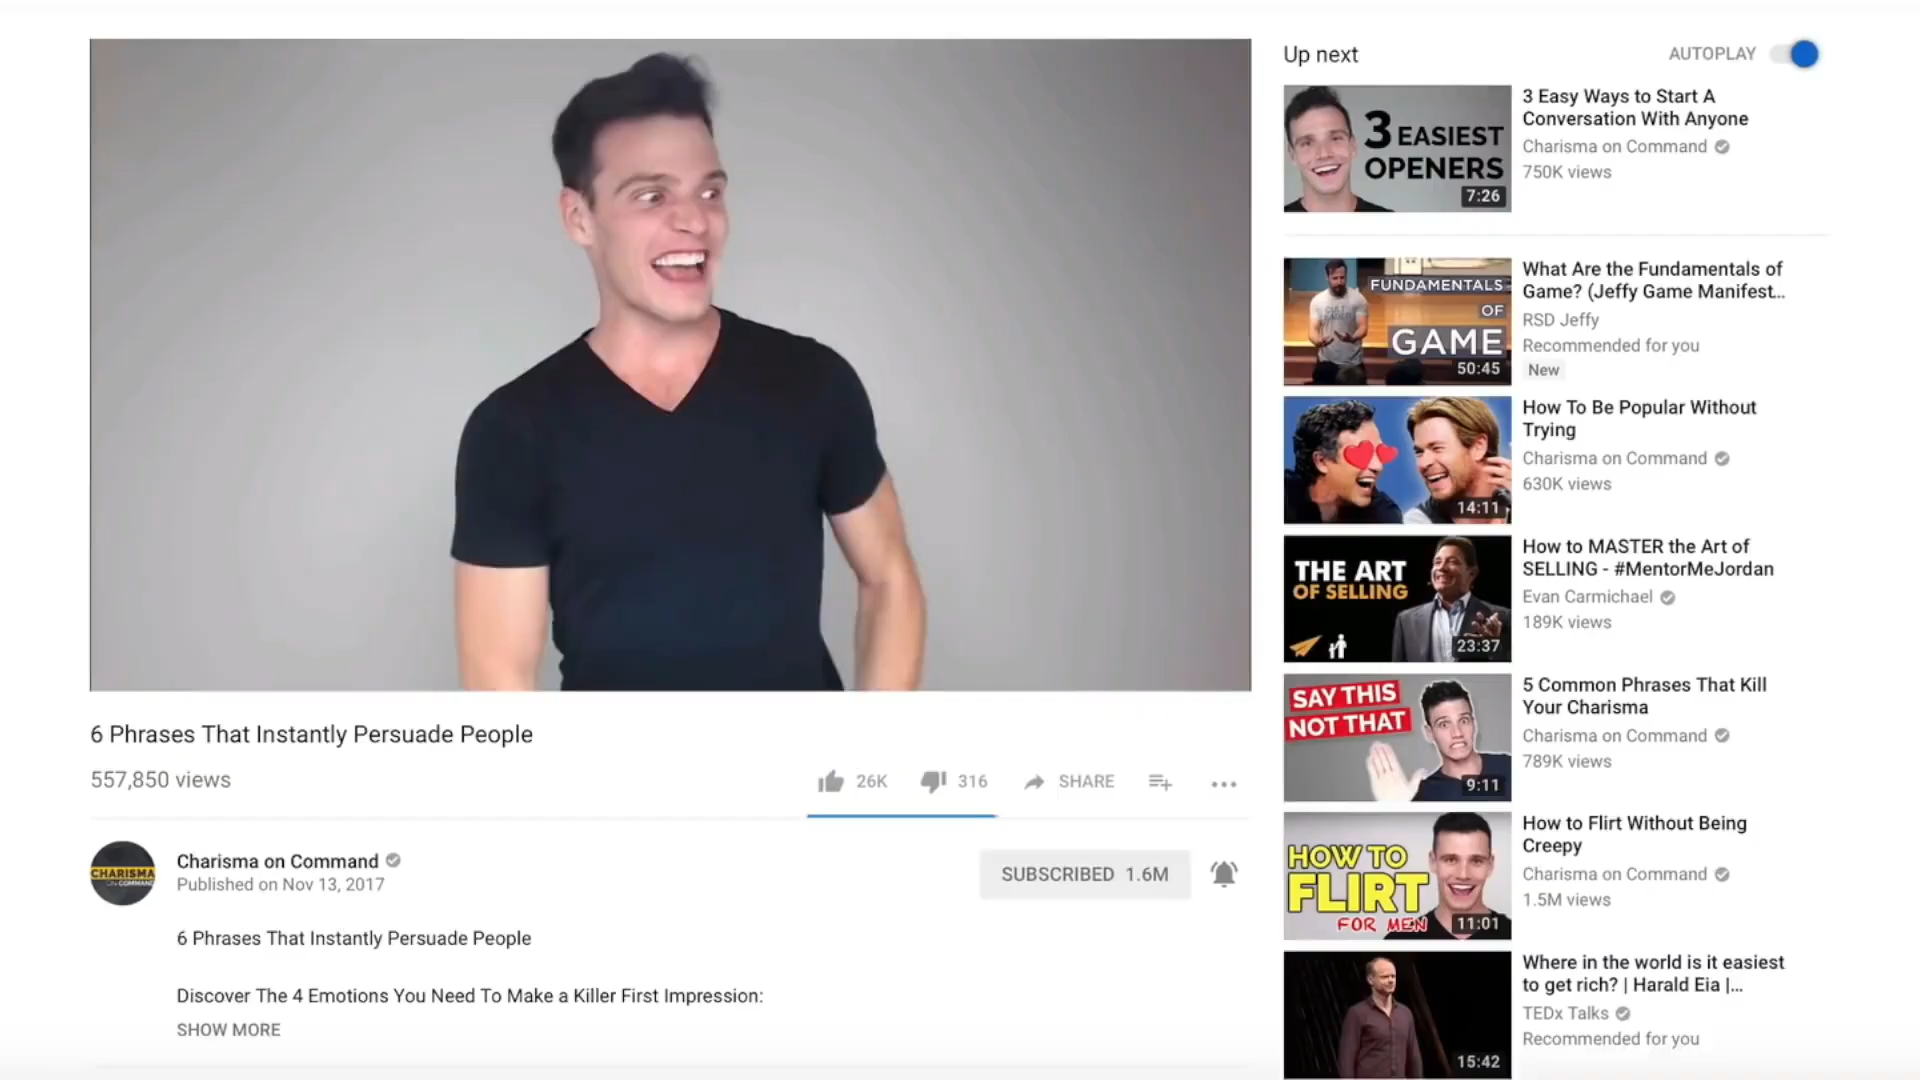 6 Phrases That Instantly Persuade People
557,850 views
26K
316
SHARE
CHARISMA
ON COMMAND
Charisma on Command
Published on Nov 13, 2017
SUBSCRIBED 1.6M
6 Phrases That Instantly Persuade People
Discover The 4 Emotions You Need To Make a Killer First Impression:
SHOW MORE
Up next
AUTOPLAY
3 EASIEST
OPENERS
7:26
3 Easy Ways to Start A
Conversation With Anyone
Charisma on Command
750K views
FUNDAMENTALS
OF
GAME
50:45
What Are the Fundamentals of
Game? (Jeffy Game Manifest...
RSD Jeffy
Recommended for you
New
14:11
How To Be Popular Without
Trying
Charisma on Command
630K views
THE ART
OF SELLING
23:37
How to MASTER the Art of
SELLING - #MentorMeJordan
Evan Carmichael
189K views
SAY THIS
NOT THAT
9:11
5 Common Phrases That Kill
Your Charisma
Charisma on Command
789K views
HOW TO
FLIRT
FOR MEN
11:01
How to Flirt Without Being
Creepy
Charisma on Command
1.5M views
15:42
Where in the world is it easiest
to get rich? | Harald Eia |...
TEDx Talks
Recommended for you